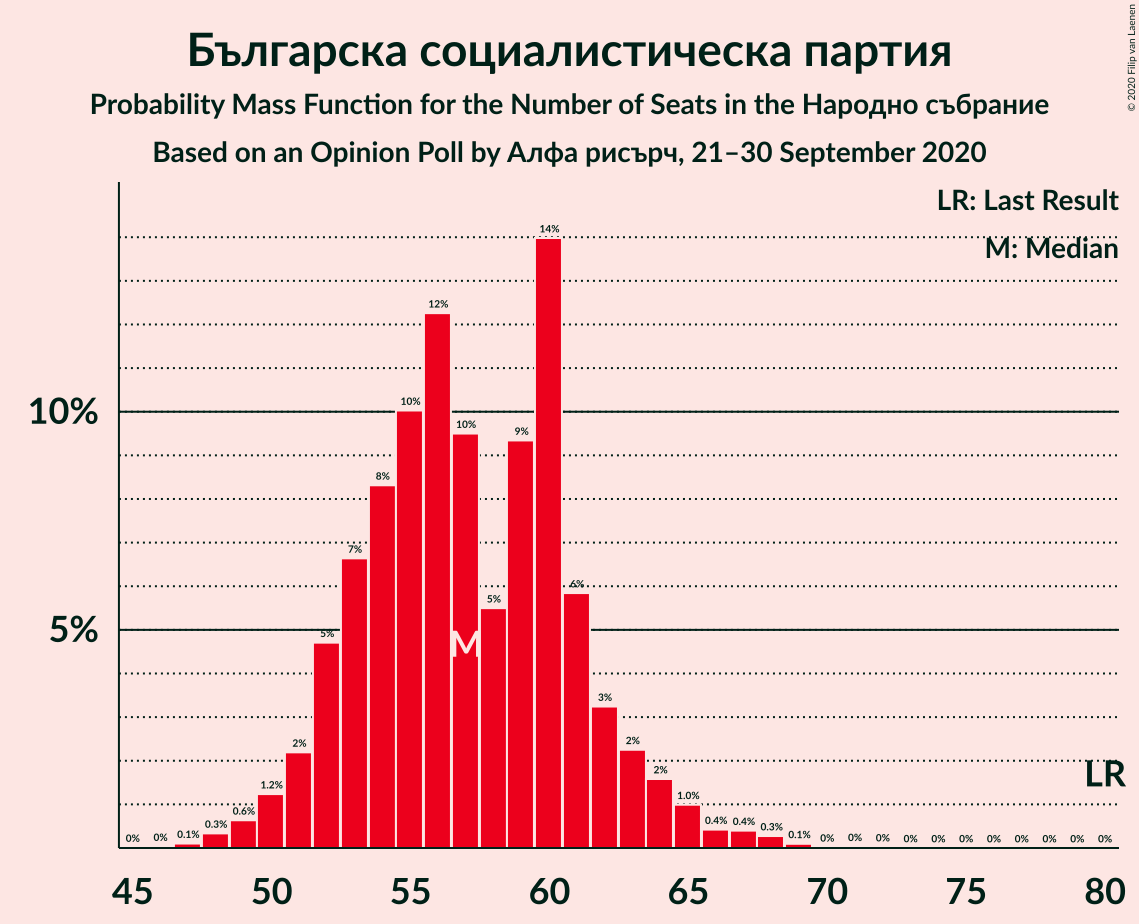 Българска социалистическа партия
Probability Mass Function for the Number of Seats in the Народно събрание
Based on an Opinion Poll by Алфа рисърч, 21–30 September 2020
© 2020 Filip van Laenen
LR: Last Result
M: Median
14%
12%
10%
10%
10%
9%
8%
7%
5%
6%
5%
5%
M
3%
2%
2%
2%
LR
1.2%
1.0%
0.6%
0.3%
0.4%
0.4%
0.3%
0% 0% 0.1% 0.1% 0% 0% 0% 0% 0% 0% 0% 0% 0% 0% 0%
45 50 55 60 65 70 75 80